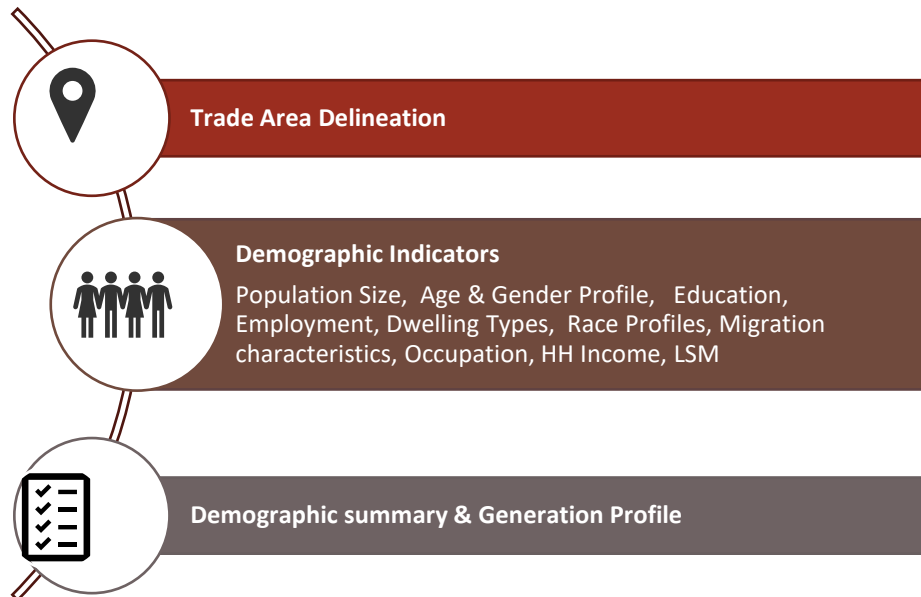 Trade Area Delineation
Demographic Indicators
Population Size, Age & Gender Profile, Education,
Employment, Dwelling Types, Race Profiles, Migration
characteristics, Occupation, HH Income, LSM
Demographic summary & Generation Profile